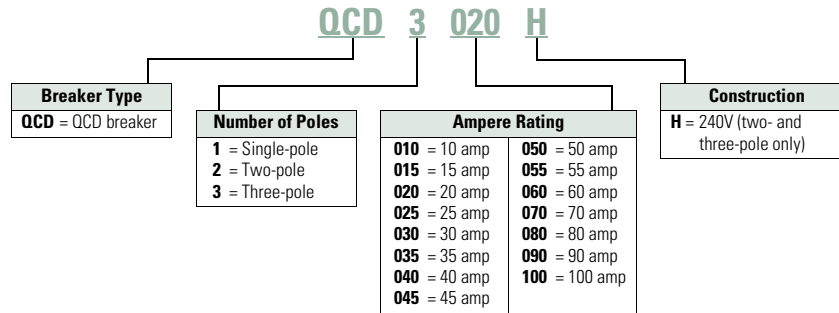 QCD 3 020 H
Breaker Type
QCD = QCD breaker
Number of Poles
1 = Single-pole
2 = Two-pole
3 = Three-pole
Ampere Rating
010 = 10 amp
015 = 15 amp
020 = 20 amp
025 = 25 amp
030 = 30 amp
035 = 35 amp
040 = 40 amp
045 = 45 amp
050 = 50 amp
055 = 55 amp
060 = 60 amp
070 = 70 amp
080 = 80 amp
090 = 90 amp
100 = 100 amp
Construction
H = 240V (two- and
three-pole only)